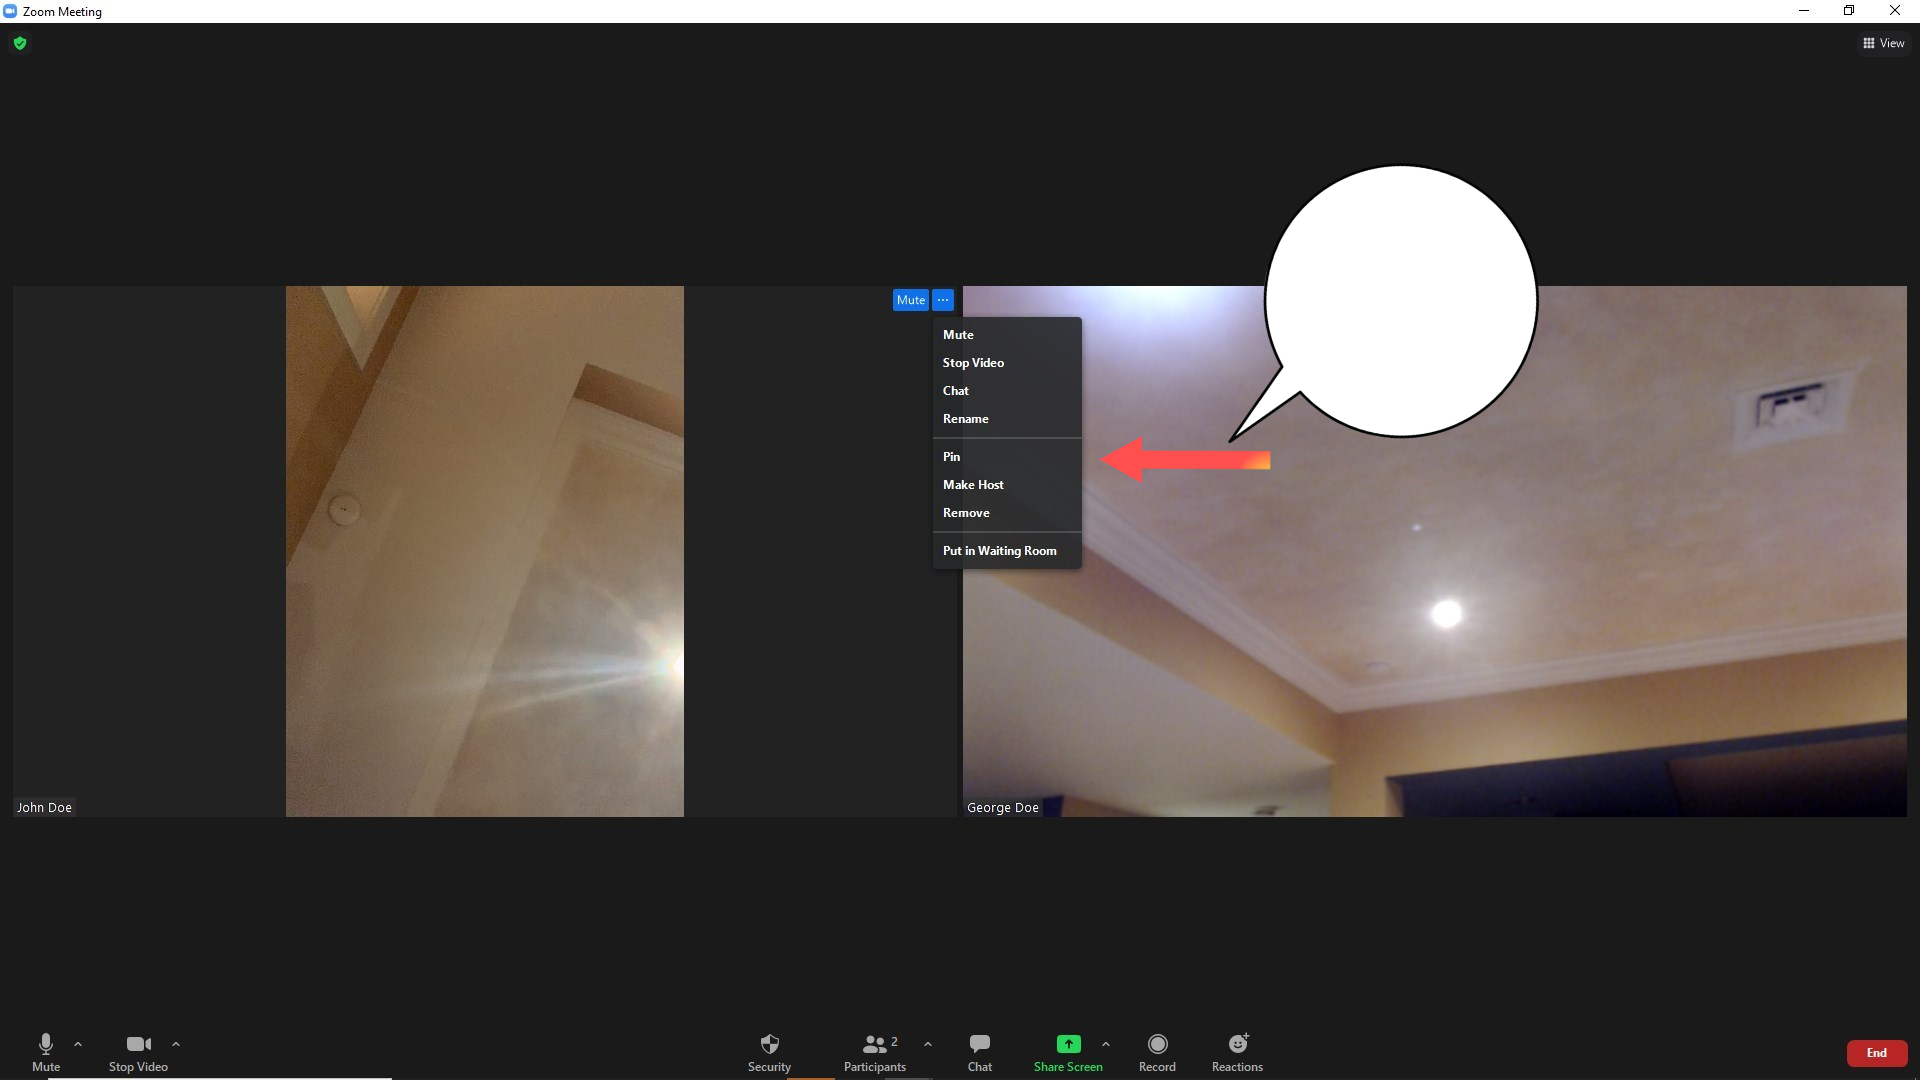 Zoom Meeting
View
Mute ...
Mute
Stop Video
Chat
Rename
Pin
Make Host
Remove
Put in Waiting Room
John Doe
George Doe
2
Mute
Stop Video
Security
Participants
Chat
Share Screen
Record
Reactions
End